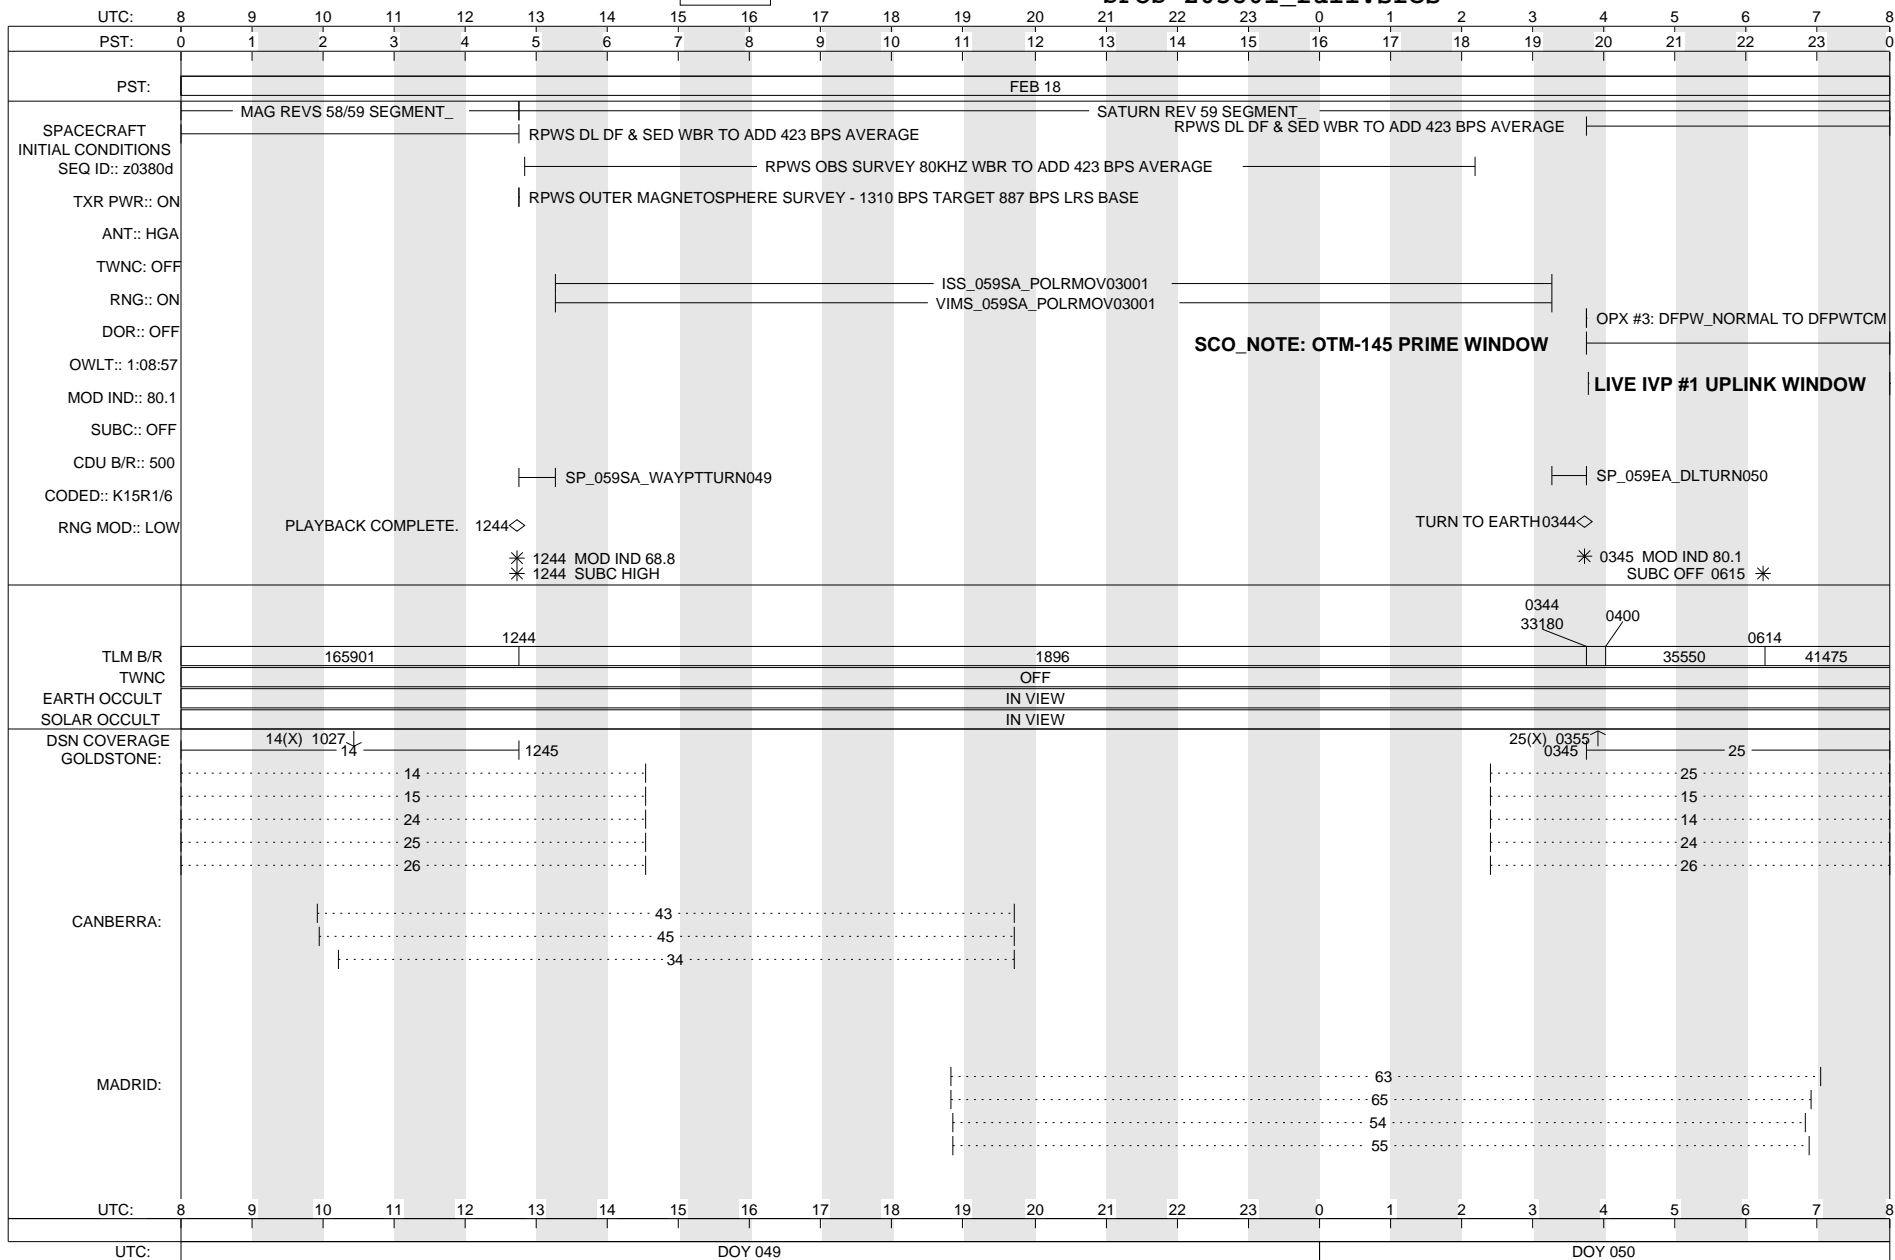 UTC: 8 9 10 11 12 13 14 15 16 17 18 19 20 21 22 23 0 1 2 3 4 5 6 7 8
PST: 0 1 2 3 4 5 6 7 8 9 10 11 12 13 14 15 16 17 18 19 20 21 22 23 0
PST: FEB 18
MAG REVS 58/59 SEGMENT_ SATURN REV 59 SEGMENT_
SPACECRAFT
INITIAL CONDITIONS
RPWS DL DF & SED WBR TO ADD 423 BPS AVERAGE
RPWS DL DF & SED WBR TO ADD 423 BPS AVERAGE
SEQ ID:: z0380d
RPWS OBS SURVEY 80KHZ WBR TO ADD 423 BPS AVERAGE
TXR PWR:: ON
RPWS OUTER MAGNETOSPHERE SURVEY - 1310 BPS TARGET 887 BPS LRS BASE
ANT:: HGA
TWNC: OFF
ISS_059SA_POLRMOV03001
RNG:: ON
VIMS_059SA_POLRMOV03001
OPX #3: DFPW_NORMAL TO DFPWTCM
DOR:: OFF
SCO_NOTE: OTM-145 PRIME WINDOW
OWLT:: 1:08:57
LIVE IVP #1 UPLINK WINDOW
MOD IND:: 80.1
SUBC:: OFF
CDU B/R:: 500
SP_059SA_WAYPTTURN049
SP_059EA_DLTURN050
CODED:: K15R1/6
RNG MOD:: LOW
PLAYBACK COMPLETE. 1244
TURN TO EARTH 0344
1244 MOD IND 68.8
0345 MOD IND 80.1
1244 SUBC HIGH
SUBC OFF 0615
0344
33180
0400
1244
0614
TLM B/R 165901 1896 35550 41475
TWNC OFF
EARTH OCCULT IN VIEW
SOLAR OCCULT IN VIEW
DSN COVERAGE 14(X) 1027 25(X) 0355
GOLDSTONE: 14 1245 0345 25
14 25
15 15
24 14
25 24
26 26
CANBERRA:
43
45
34
MADRID:
63
65
54
55
UTC: 8 9 10 11 12 13 14 15 16 17 18 19 20 21 22 23 0 1 2 3 4 5 6 7 8
UTC: DOY 049 DOY 050